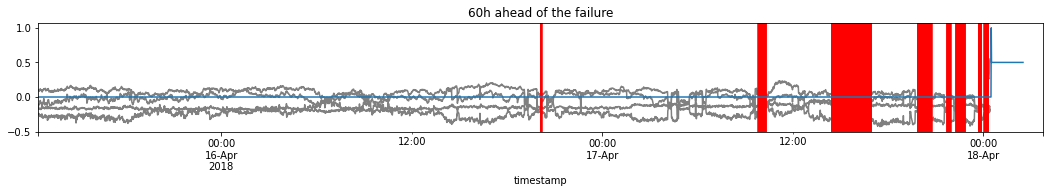 60h ahead of the failure
1.0
0.5
0.0
−0.5
00:00 12:00 00:00 12:00 00:00
16-Apr 17-Apr 18-Apr
2018
timestamp